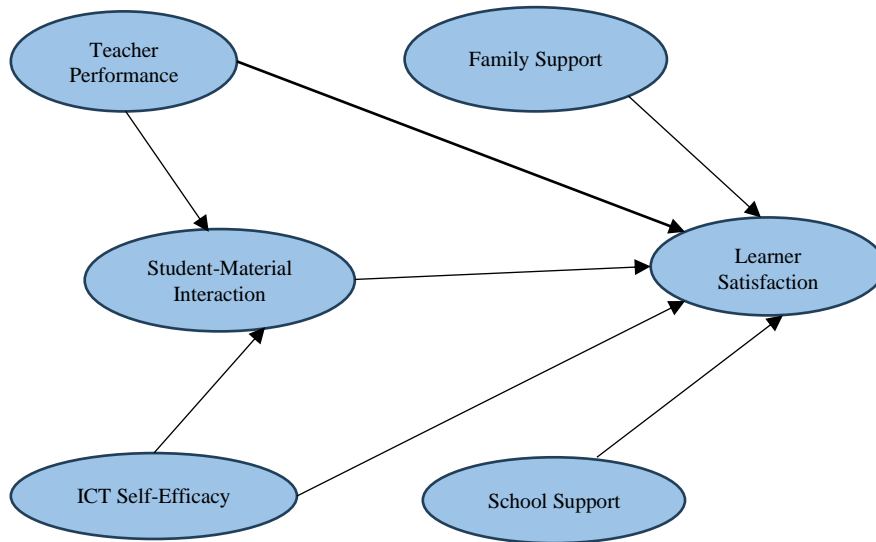 Teacher
Performance
Family Support
Student-Material
Interaction
Learner
Satisfaction
ICT Self-Efficacy
School Support